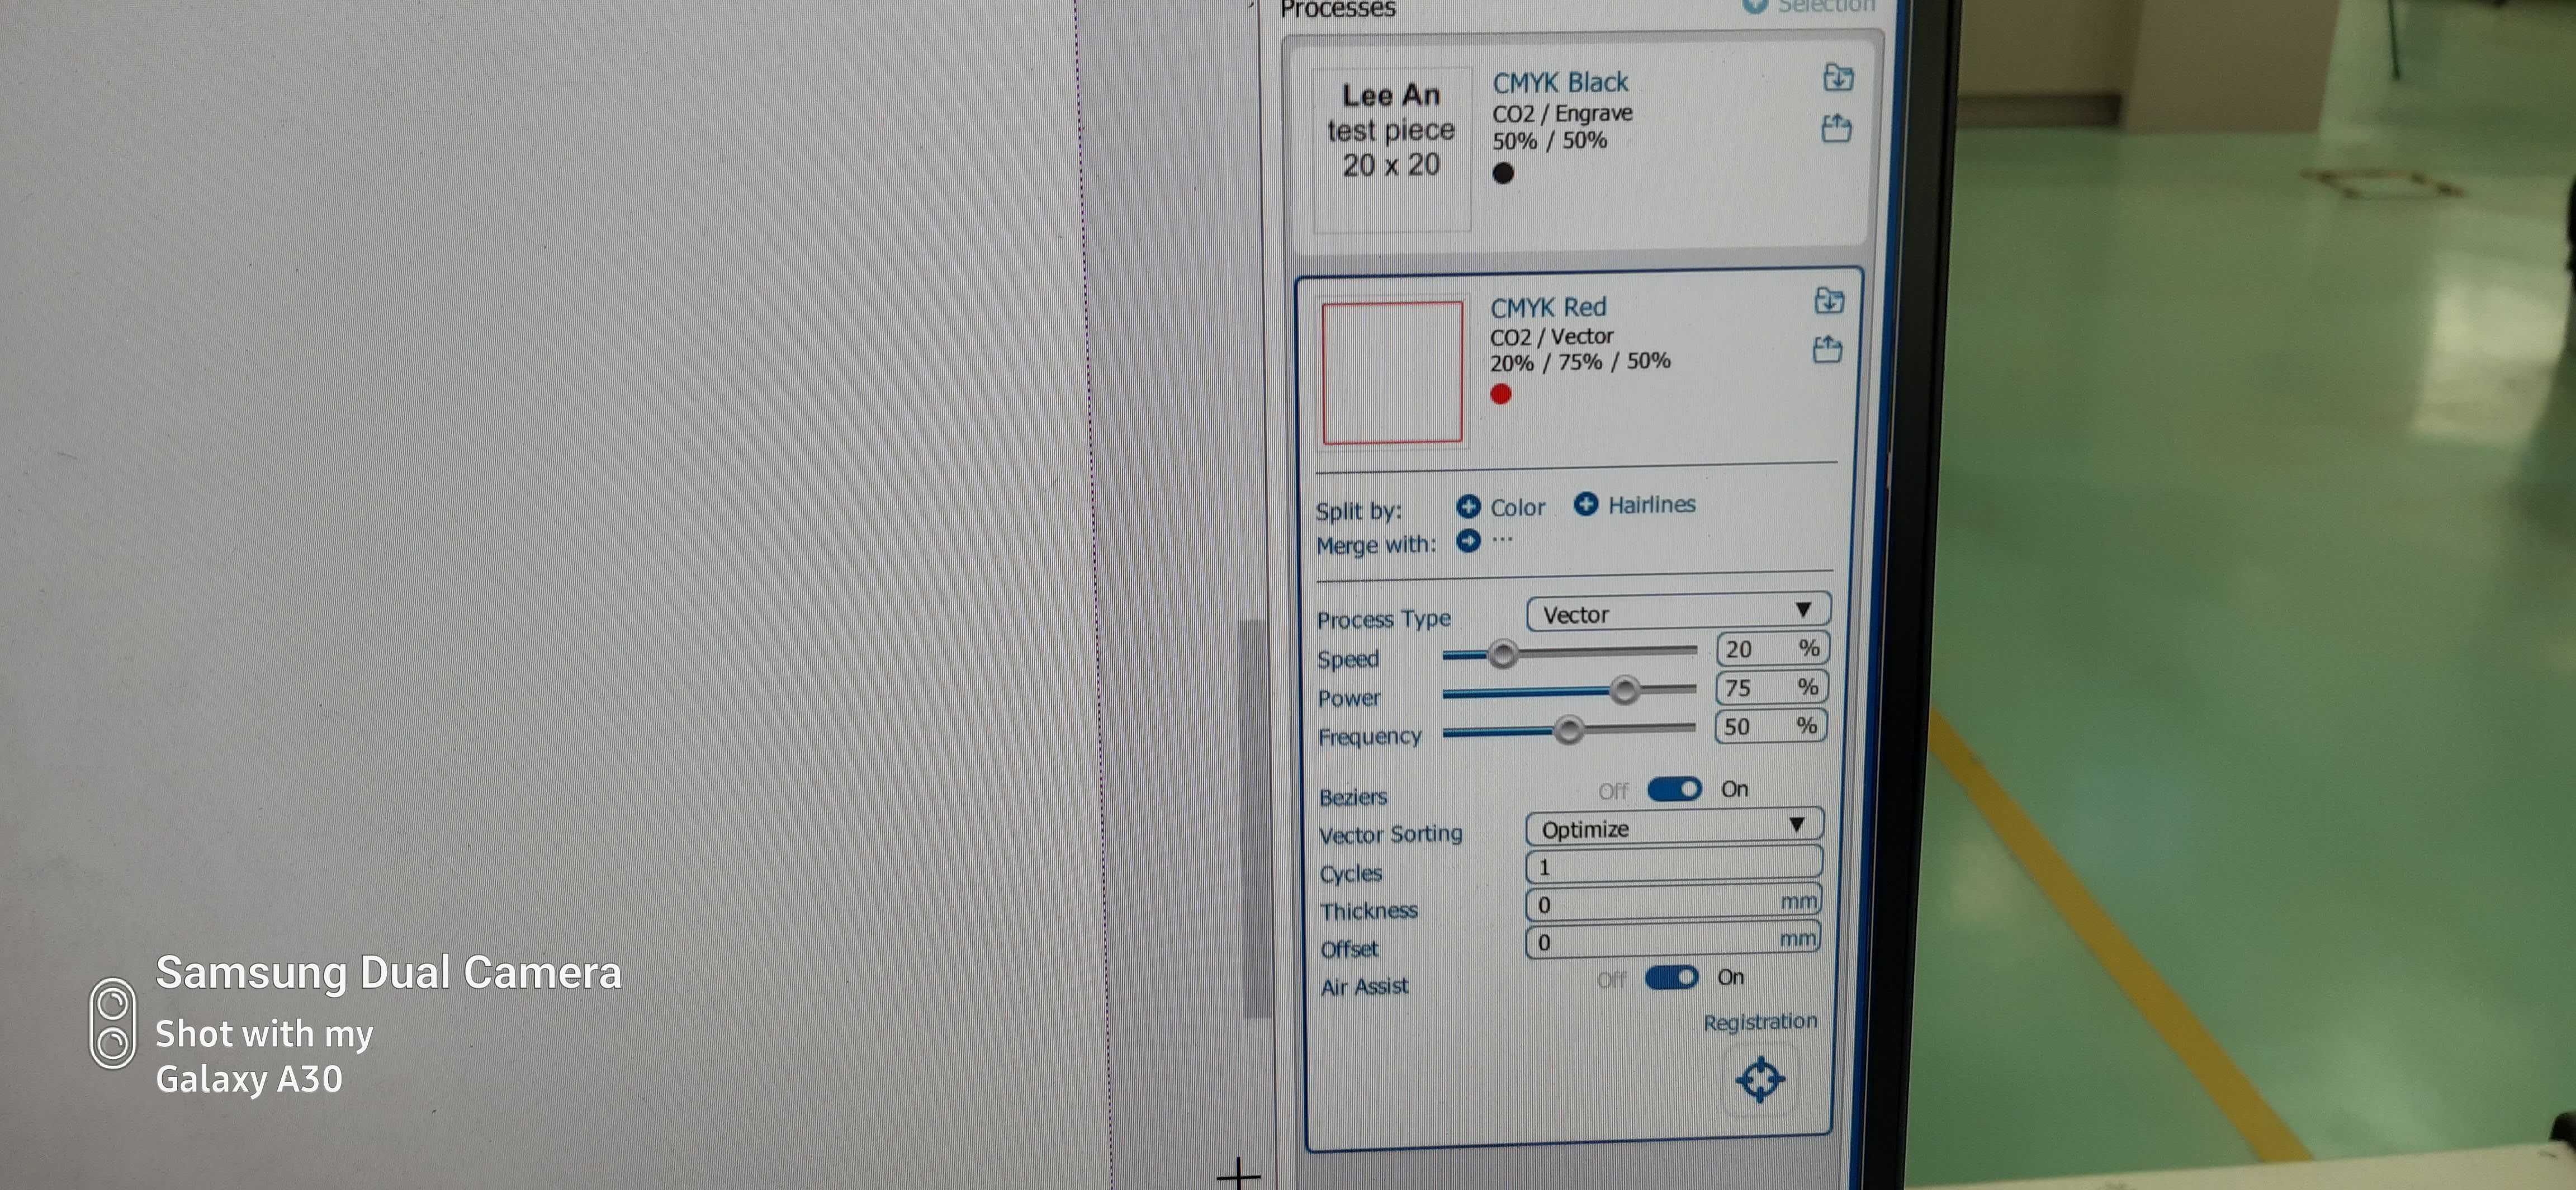 Processes
Selection
Lee An
test piece
20 x 20
CMYK Black
CO2 / Engrave
50% / 50%
CMYK Red
CO2 / Vector
20% / 75% / 50%
Split by: Color Hairlines
Merge with: ...
Process Type Vector
Speed 20 %
Power 75 %
Frequency 50 %
Beziers Off On
Vector Sorting Optimize
Cycles 1
Thickness 0 mm
Offset 0 mm
Air Assist Off On
Registration
Samsung Dual Camera
Shot with my
Galaxy A30